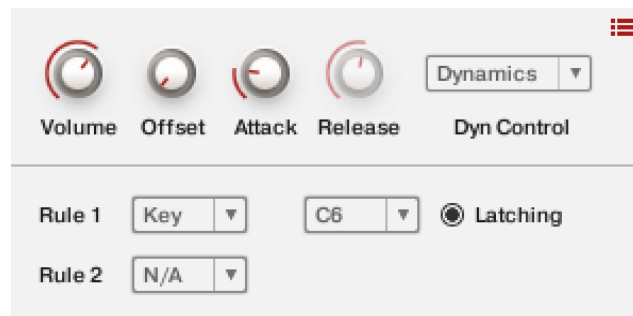 Dynamics
Volume Offset Attack Release Dyn Control
Rule 1 Key C6 Latching
Rule 2 N/A